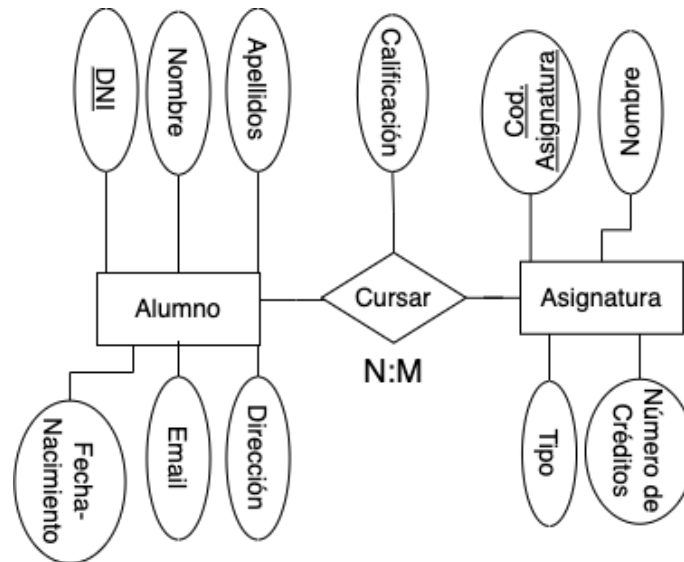 DNI
Nombre
Apellidos
Calificación
Cod.
Asignatura
Nombre
Alumno
Cursar
Asignatura
N:M
Fecha-
Nacimiento
Email
Dirección
Tipo
Número de
Créditos